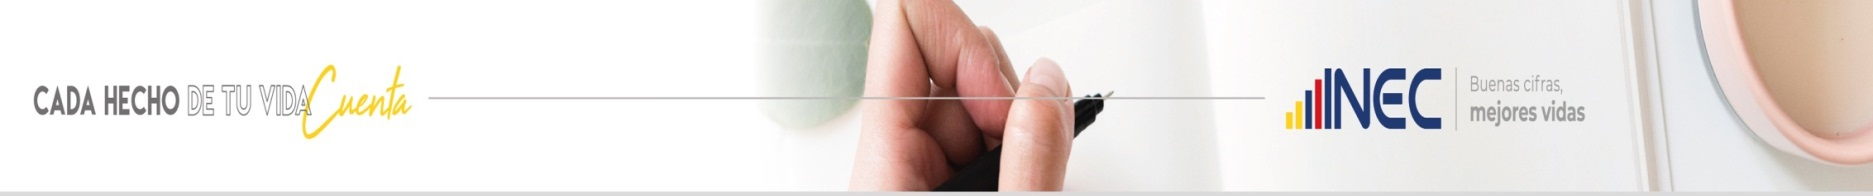 CADA HECHO DE TU VIDA Cuenta
INEC
Buenas cifras,
mejores vidas